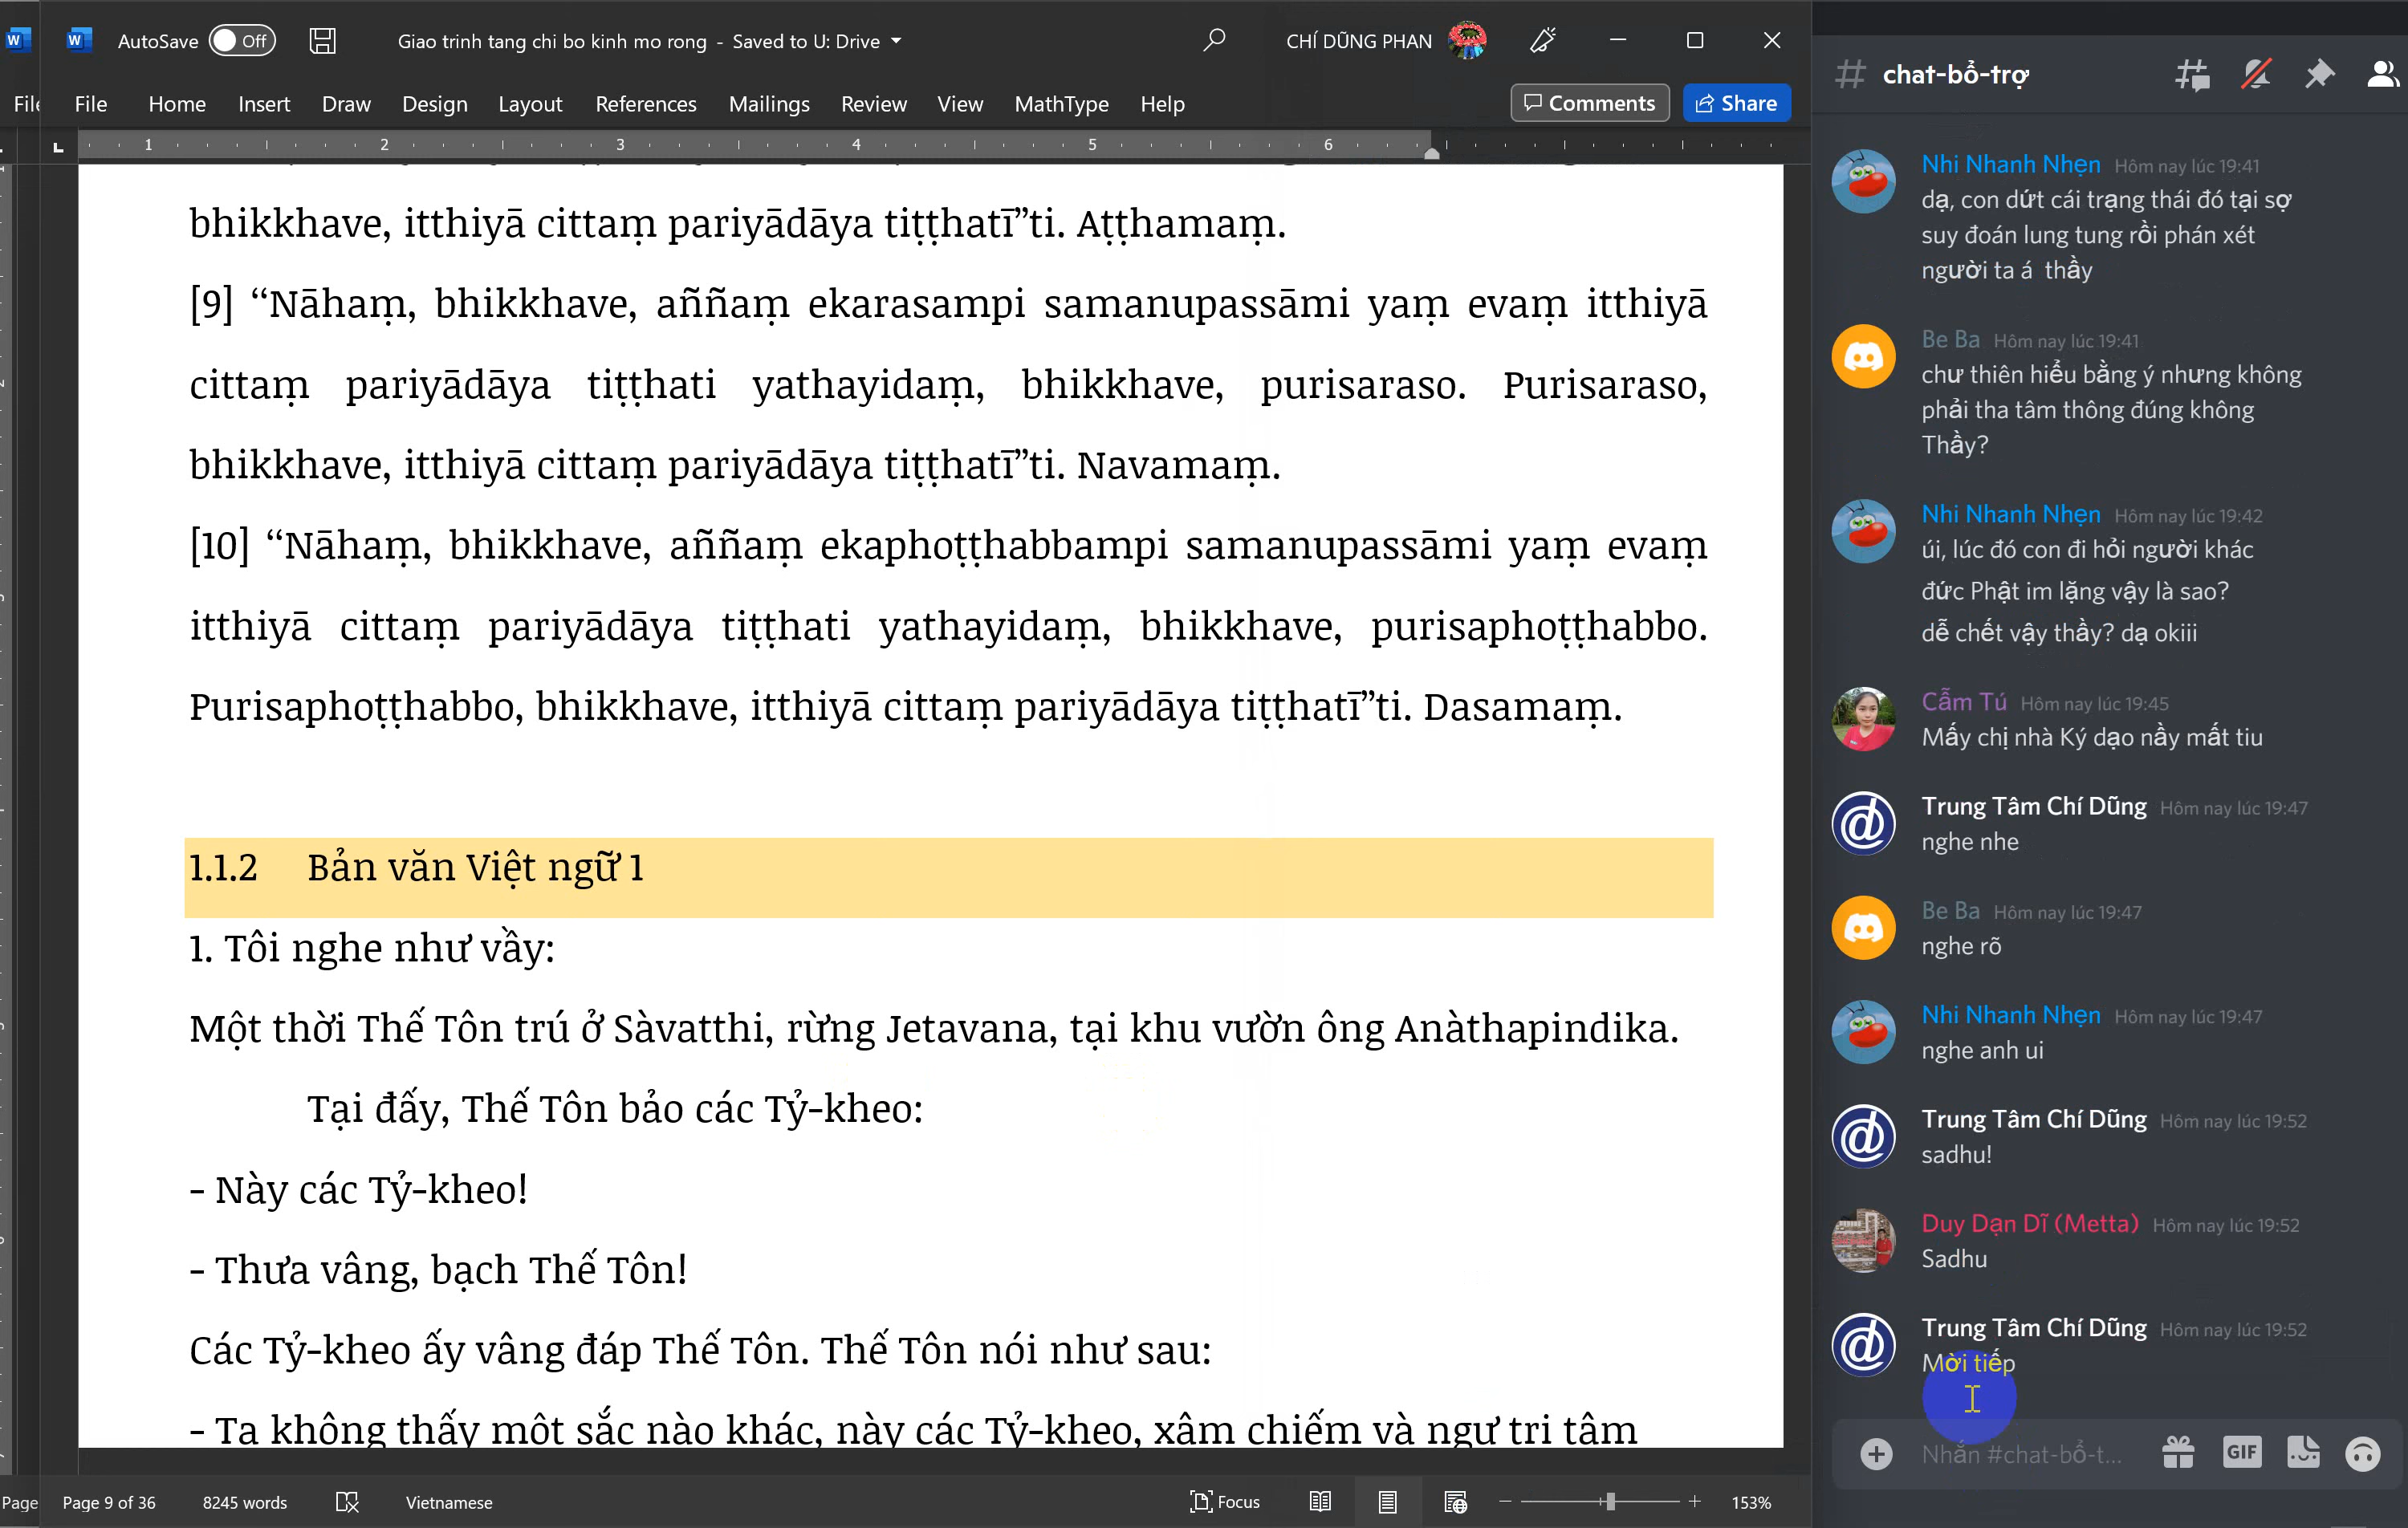 AutoSave Off Giao trinh tang chi bo kinh mo rong - Saved to U: Drive CHÍ DŨNG PHAN
File Home Insert Draw Design Layout References Mailings Review View MathType Help Comments Share
1 2 3 4 5 6
bhikkhave, itthiyā cittaṃ pariyādāya tiṭṭhatī”ti. Aṭṭhamaṃ.
[9] “Nāhaṃ, bhikkhave, aññaṃ ekarasampi samanupassāmi yaṃ evaṃ itthiyā
cittaṃ pariyādāya tiṭṭhati yathayidaṃ, bhikkhave, purisaraso. Purisaraso,
bhikkhave, itthiyā cittaṃ pariyādāya tiṭṭhatī”ti. Navamaṃ.
[10] “Nāhaṃ, bhikkhave, aññaṃ ekaphoṭṭhabbampi samanupassāmi yaṃ evaṃ
itthiyā cittaṃ pariyādāya tiṭṭhati yathayidaṃ, bhikkhave, purisaphoṭṭhabbo.
Purisaphoṭṭhabbo, bhikkhave, itthiyā cittaṃ pariyādāya tiṭṭhatī”ti. Dasamaṃ.
1.1.2 Bản văn Việt ngữ 1
1. Tôi nghe như vầy:
Một thời Thế Tôn trú ở Sàvatthi, rừng Jetavana, tại khu vườn ông Anàthapindika.
Tại đấy, Thế Tôn bảo các Tỷ-kheo:
- Này các Tỷ-kheo!
- Thưa vâng, bạch Thế Tôn!
Các Tỷ-kheo ấy vâng đáp Thế Tôn. Thế Tôn nói như sau:
- Ta không thấy một sắc nào khác, này các Tỷ-kheo, xâm chiếm và ngự trị tâm
Page Page 9 of 36 8245 words Vietnamese Focus 153%
# chat-bổ-trợ
Nhi Nhanh Nhẹn Hôm nay lúc 19:41
dạ, con dứt cái trạng thái đó tại sợ
suy đoán lung tung rồi phán xét
người ta á thầy
Be Ba Hôm nay lúc 19:41
chư thiên hiểu bằng ý nhưng không
phải tha tâm thông đúng không
Thầy?
Nhi Nhanh Nhẹn Hôm nay lúc 19:42
úi, lúc đó con đi hỏi người khác
đức Phật im lặng vậy là sao?
dễ chết vậy thầy? dạ okiii
Cẩm Tú Hôm nay lúc 19:45
Mấy chị nhà Ký dạo nầy mất tiu
Trung Tâm Chí Dũng Hôm nay lúc 19:47
nghe nhe
Be Ba Hôm nay lúc 19:47
nghe rõ
Nhi Nhanh Nhẹn Hôm nay lúc 19:47
nghe anh ui
Trung Tâm Chí Dũng Hôm nay lúc 19:52
sadhu!
Duy Dạn Dĩ (Metta) Hôm nay lúc 19:52
Sadhu
Trung Tâm Chí Dũng Hôm nay lúc 19:52
Mời tiếp
Nhắn #chat-bổ-t... GIF